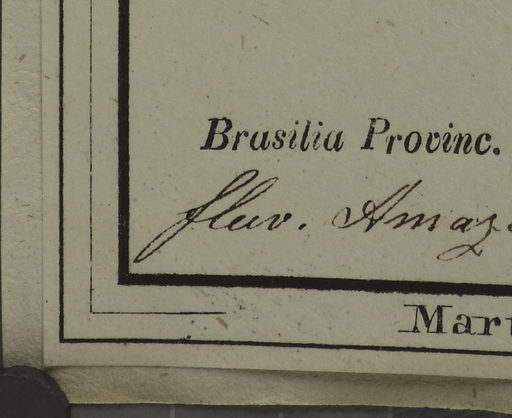 Brasilia Provinc.
fluv. Amaz
Mart